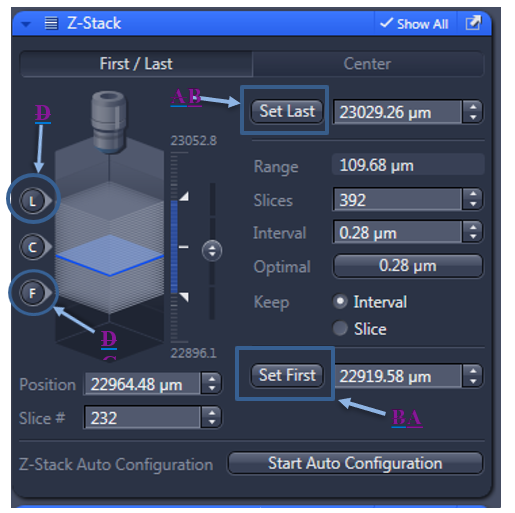 Z-Stack
Show All
First / Last
Center
AB
Set Last
23029.26 µm
D
23052.8
Range
109.68 µm
L
Slices
392
Interval
0.28 µm
C
Optimal
0.28 µm
F
Keep
Interval
Slice
D
22896.1
Set First
22919.58 µm
Position
22964.48 µm
BA
Slice #
232
Z-Stack Auto Configuration
Start Auto Configuration